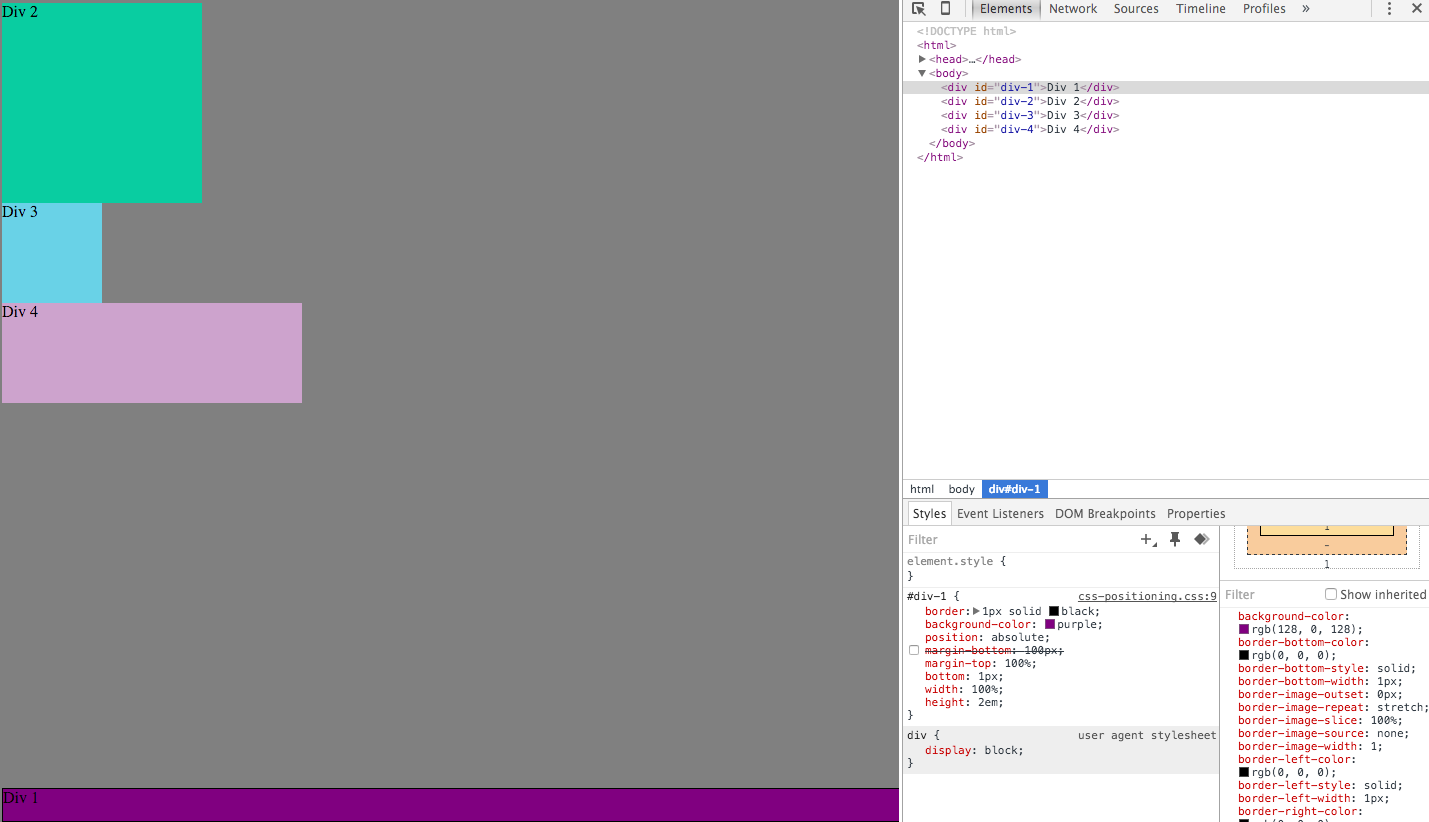 Div 2
Div 3
Div 4
Div 1
Elements Network Sources Timeline Profiles »
<!DOCTYPE html>
<html>
<head>…</head>
<body>
<div id="div-1">Div 1</div>
<div id="div-2">Div 2</div>
<div id="div-3">Div 3</div>
<div id="div-4">Div 4</div>
</body>
</html>
html body div#div-1
Styles Event Listeners DOM Breakpoints Properties
Filter
element.style {
}
#div-1 { css-positioning.css:9
border: 1px solid black;
background-color: purple;
position: absolute;
margin-bottom: 100px;
margin-top: 100%;
bottom: 1px;
width: 100%;
height: 2em;
}
div { user agent stylesheet
display: block;
}
-
1
Filter Show inherited
background-color:
rgb(128, 0, 128);
border-bottom-color:
rgb(0, 0, 0);
border-bottom-style: solid;
border-bottom-width: 1px;
border-image-outset: 0px;
border-image-repeat: stretch;
border-image-slice: 100%;
border-image-source: none;
border-image-width: 1;
border-left-color:
rgb(0, 0, 0);
border-left-style: solid;
border-left-width: 1px;
border-right-color: